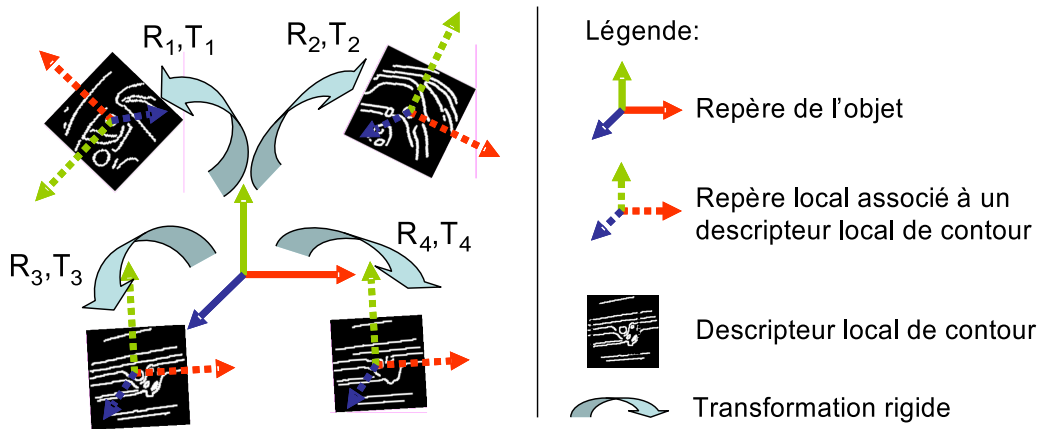 R1,T1
R2,T2
R3,T3
R4,T4
Légende:
Repère de l'objet
Repère local associé à un
descripteur local de contour
Descripteur local de contour
Transformation rigide